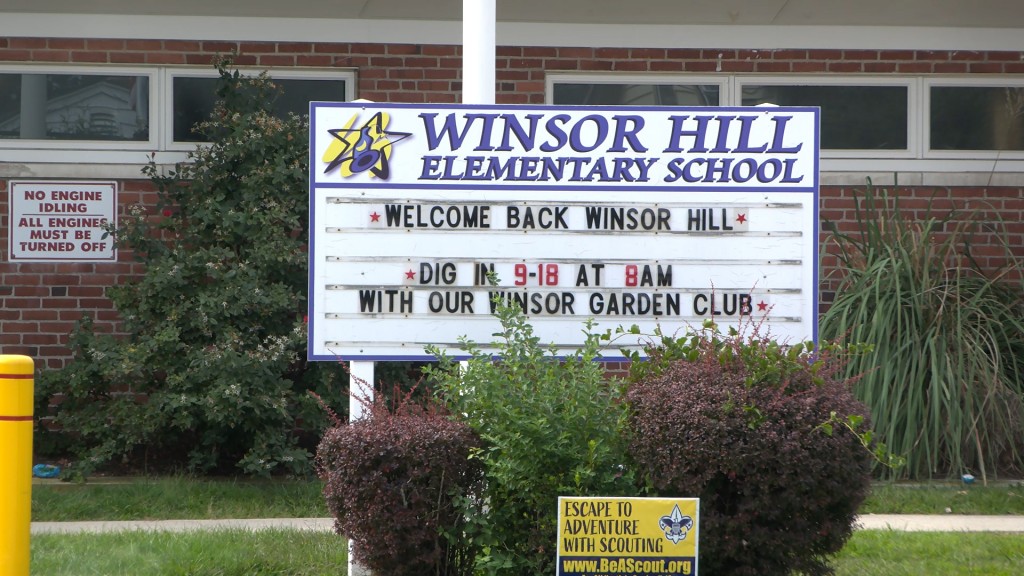 WINSOR HILL
ELEMENTARY SCHOOL
NO ENGINE
IDLING
ALL ENGINES
MUST BE
TURNED OFF
WELCOME BACK WINSOR HILL
DIG IN 9-18 AT 8AM
WITH OUR WINSOR GARDEN CLUB
ESCAPE TO
ADVENTURE
WITH SCOUTING
www.BeAScout.org